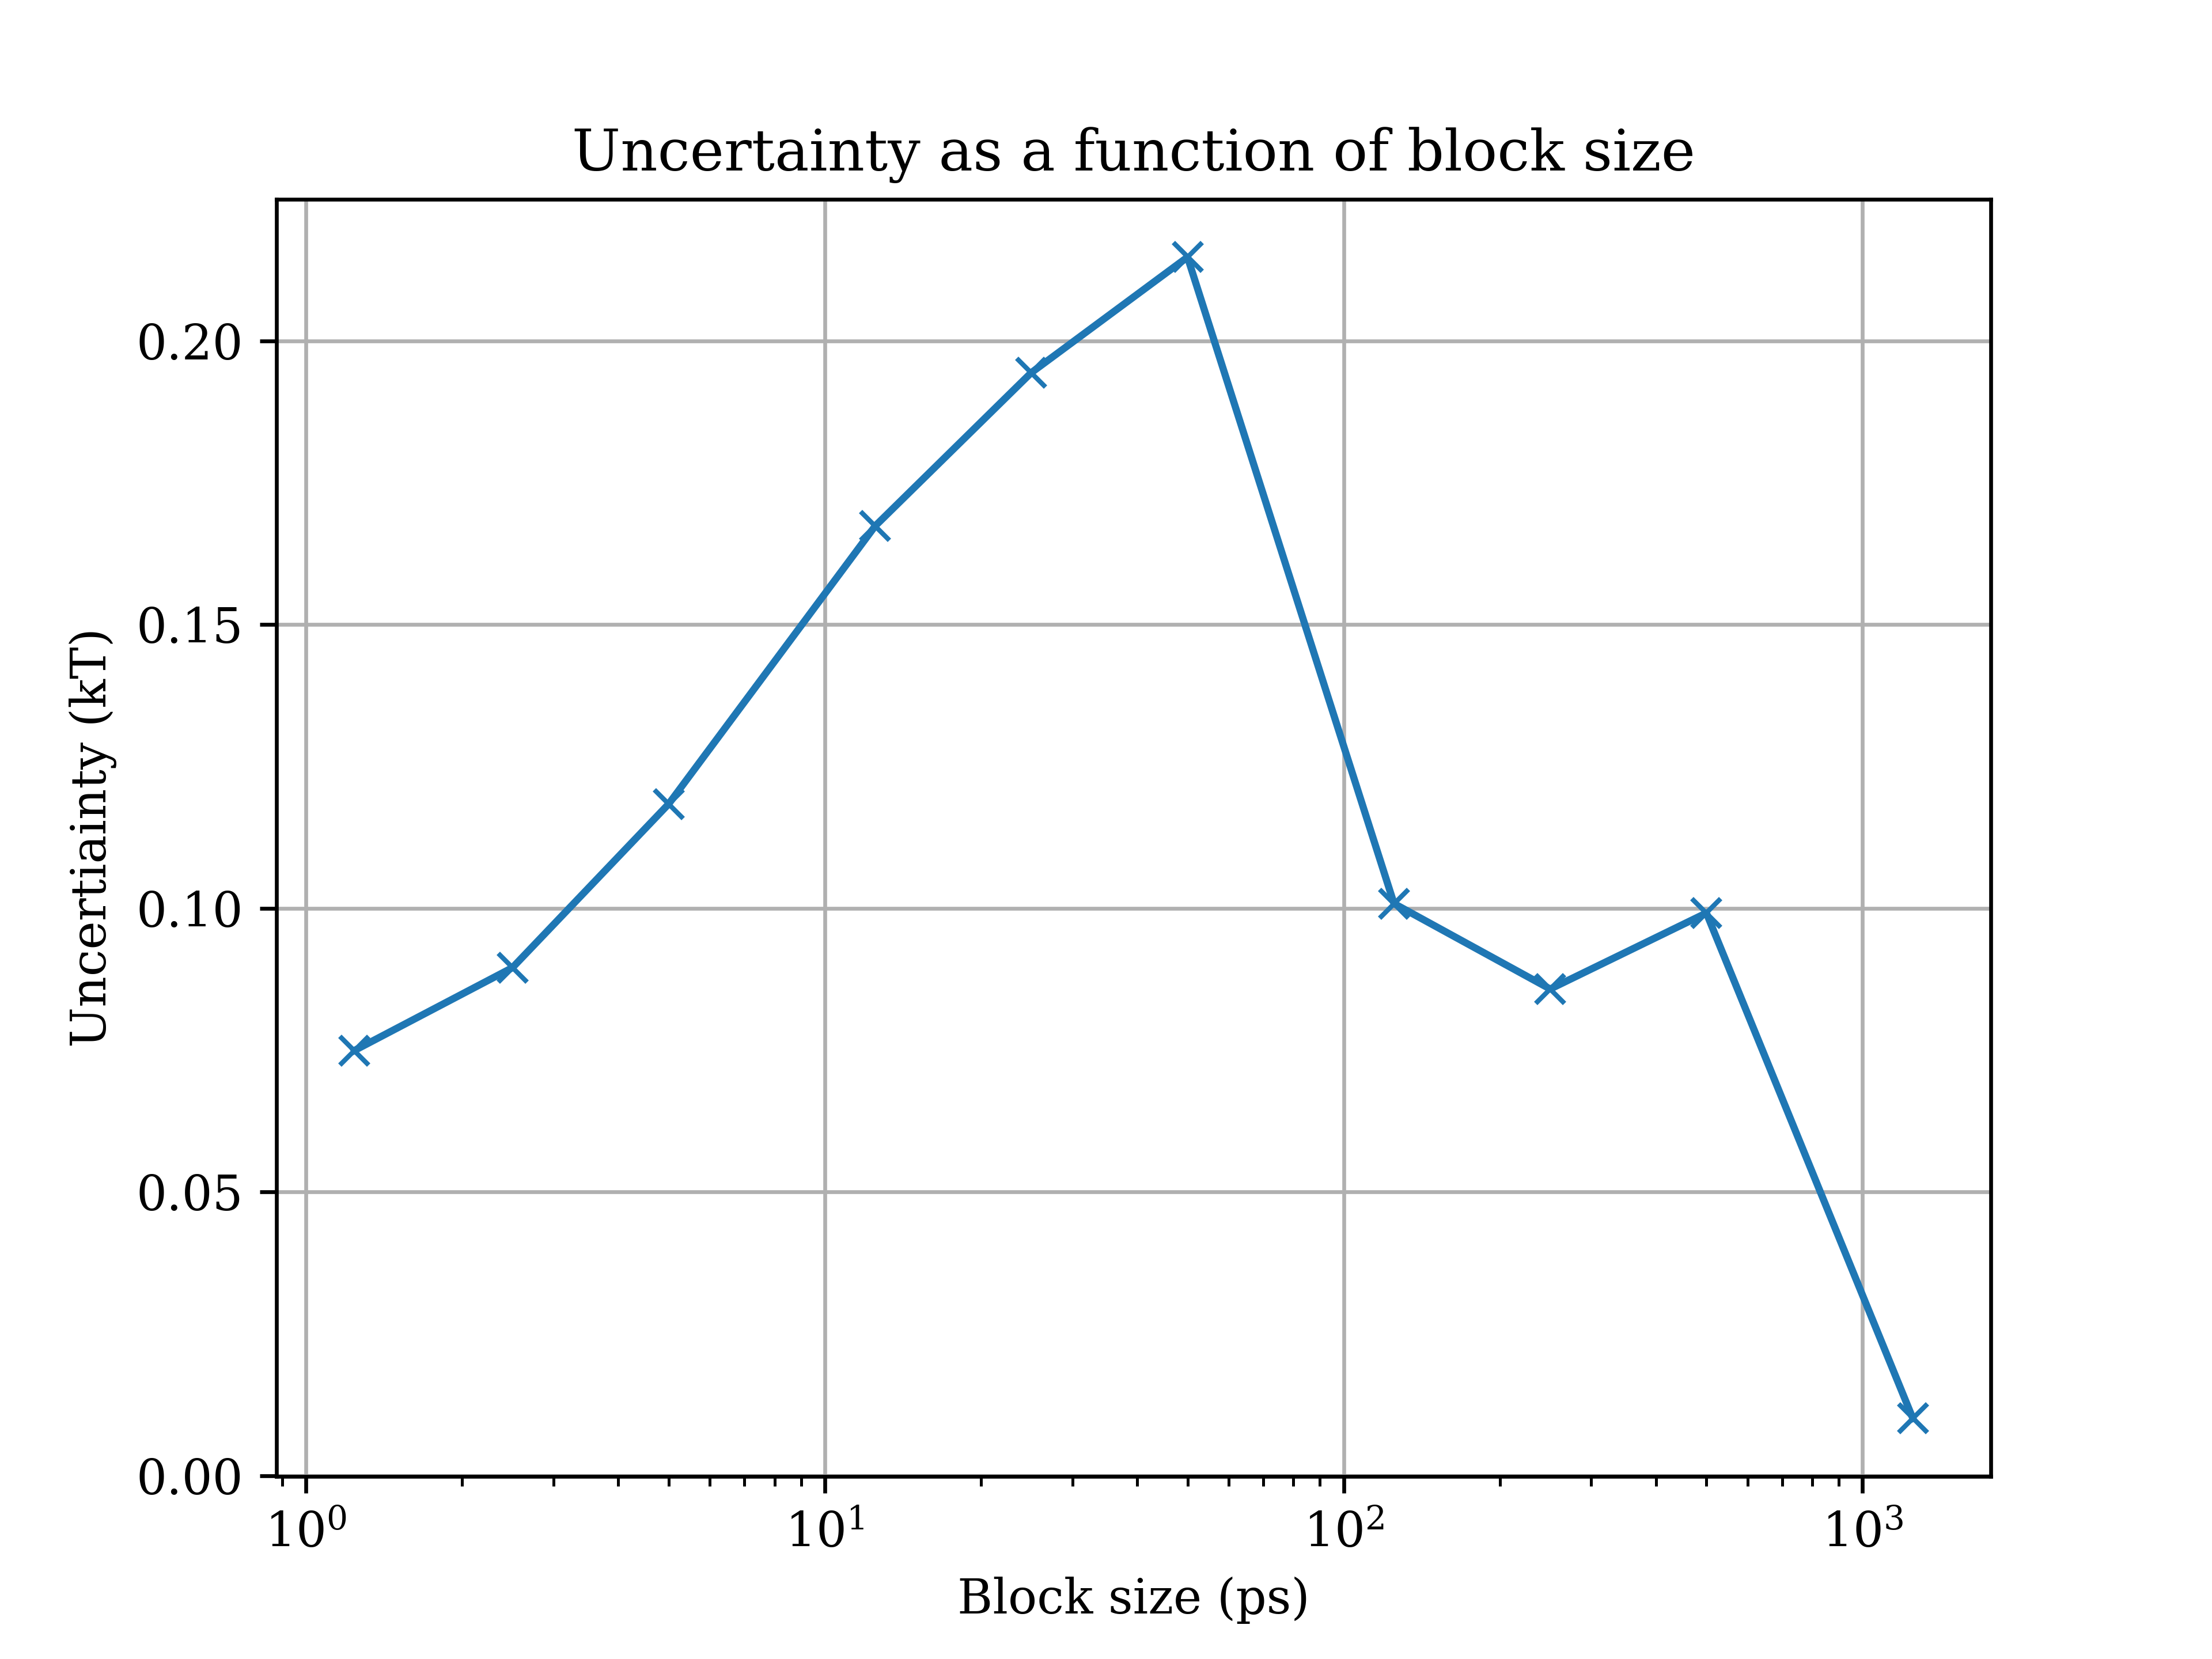 Uncertainty as a function of block size
Uncertiainty (kT)
0.20
0.15
0.10
0.05
0.00
10⁰ 10¹ 10² 10³
Block size (ps)